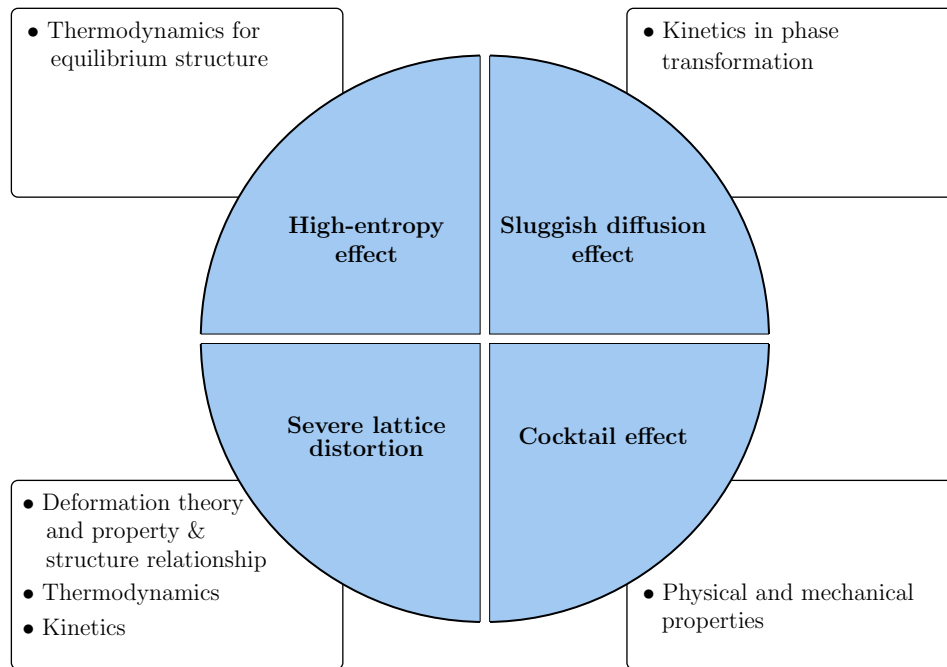 • Thermodynamics for
equilibrium structure
• Kinetics in phase
transformation
High-entropy
effect
Sluggish diffusion
effect
Severe lattice
distortion
Cocktail effect
• Deformation theory
and property &
structure relationship
• Thermodynamics
• Kinetics
• Physical and mechanical
properties